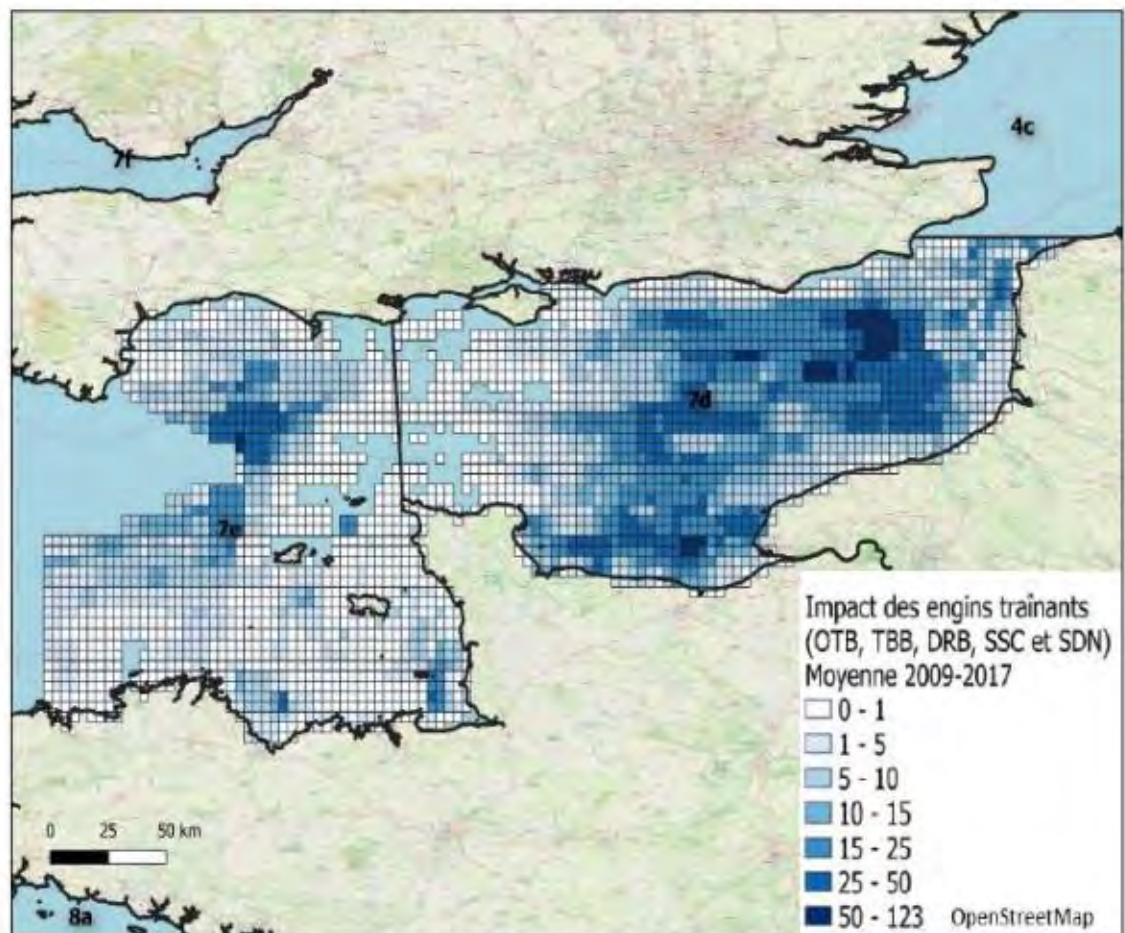 4c
7f
7d
7e
Impact des engins traînants
(OTB, TBB, DRB, SSC et SDN)
Moyenne 2009-2017
0 - 1
1 - 5
5 - 10
10 - 15
15 - 25
25 - 50
50 - 123 OpenStreetMap
0 25 50 km
8a